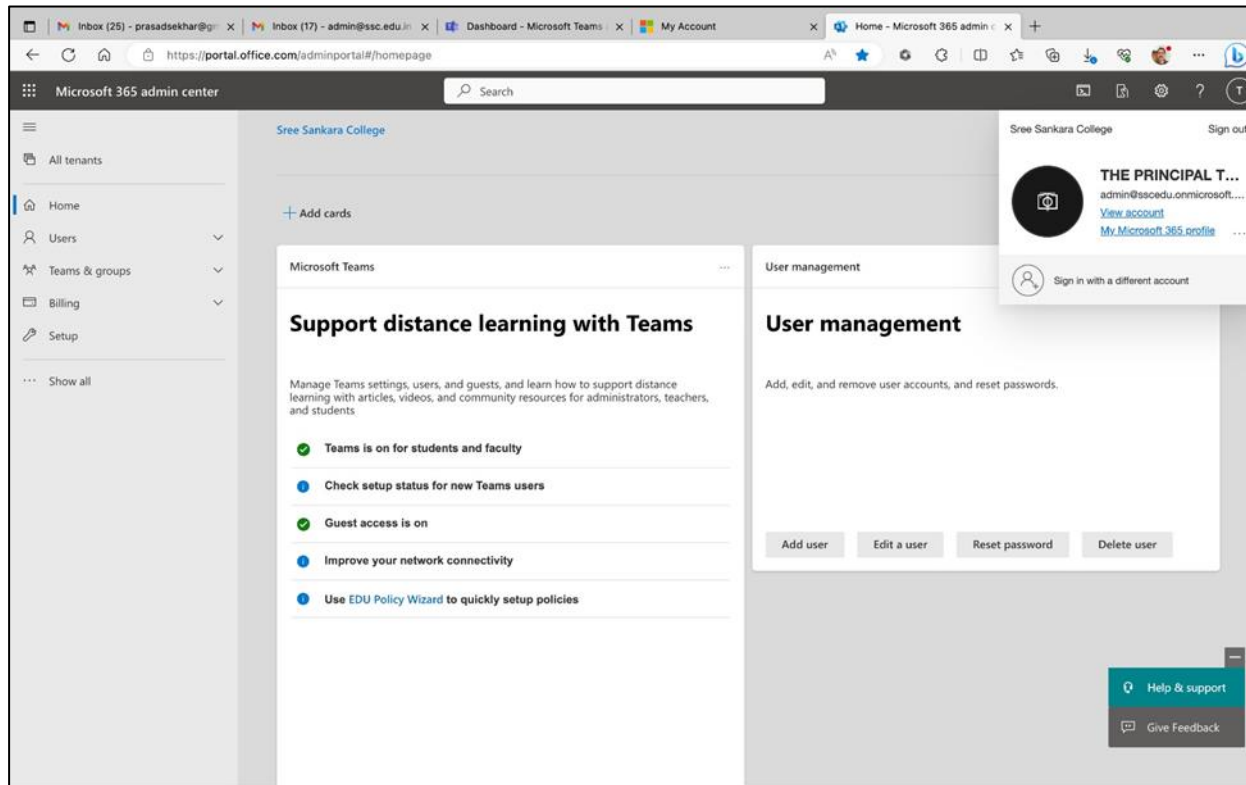 Inbox (25) - prasadsekhar@gm
Inbox (17) - admin@ssc.edu.in
Dashboard - Microsoft Teams
My Account
Home - Microsoft 365 admin c
https://portal.office.com/adminportal#/homepage
Microsoft 365 admin center
Search
?
T
All tenants
Home
Users
Teams & groups
Billing
Setup
Show all
Sree Sankara College
Add cards
Microsoft Teams
Support distance learning with Teams
Manage Teams settings, users, and guests, and learn how to support distance
learning with articles, videos, and community resources for administrators, teachers,
and students
Teams is on for students and faculty
Check setup status for new Teams users
Guest access is on
Improve your network connectivity
Use EDU Policy Wizard to quickly setup policies
User management
User management
Add, edit, and remove user accounts, and reset passwords.
Add user
Edit a user
Reset password
Delete user
Sree Sankara College
Sign out
THE PRINCIPAL T...
admin@sscedu.onmicrosoft....
View account
My Microsoft 365 profile
Sign in with a different account
Help & support
Give Feedback